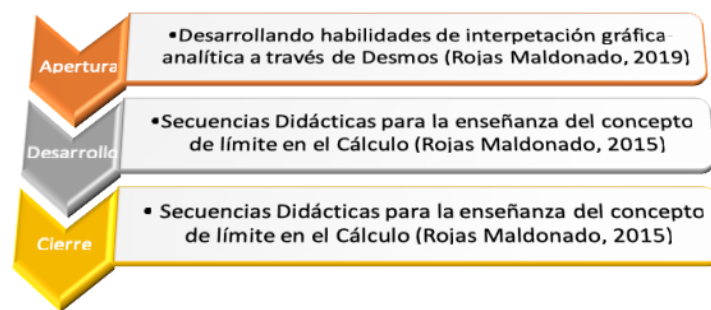 Apertura
•Desarrollando habilidades de interpetación gráfica-
analítica a través de Desmos (Rojas Maldonado, 2019)
Desarrollo
•Secuencias Didácticas para la enseñanza del concepto
de límite en el Cálculo (Rojas Maldonado, 2015)
Cierre
• Secuencias Didácticas para la enseñanza del concepto
de límite en el Cálculo (Rojas Maldonado, 2015)